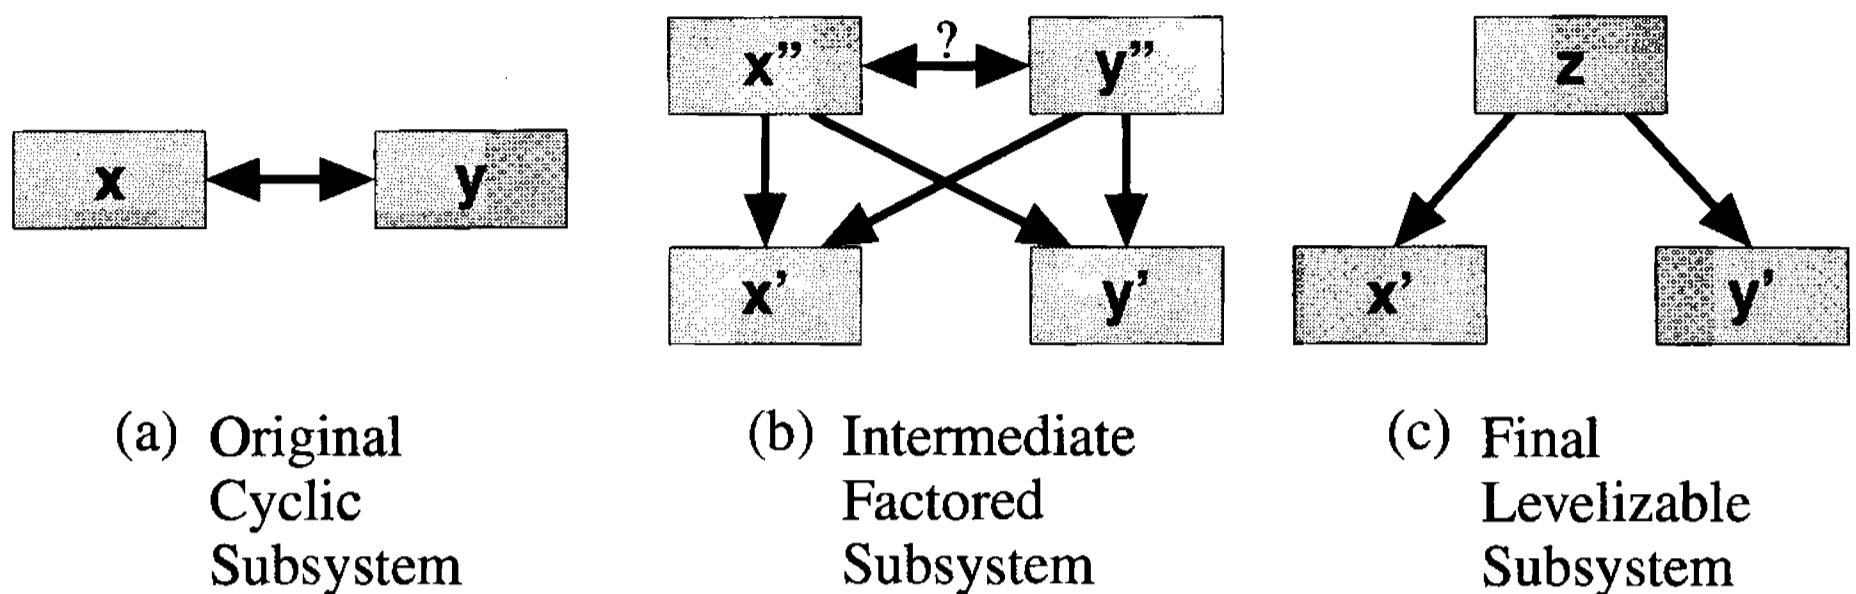 x
y
x”
?
y”
x’
y’
z
x’
y’
(a) Original
Cyclic
Subsystem
(b) Intermediate
Factored
Subsystem
(c) Final
Levelizable
Subsystem